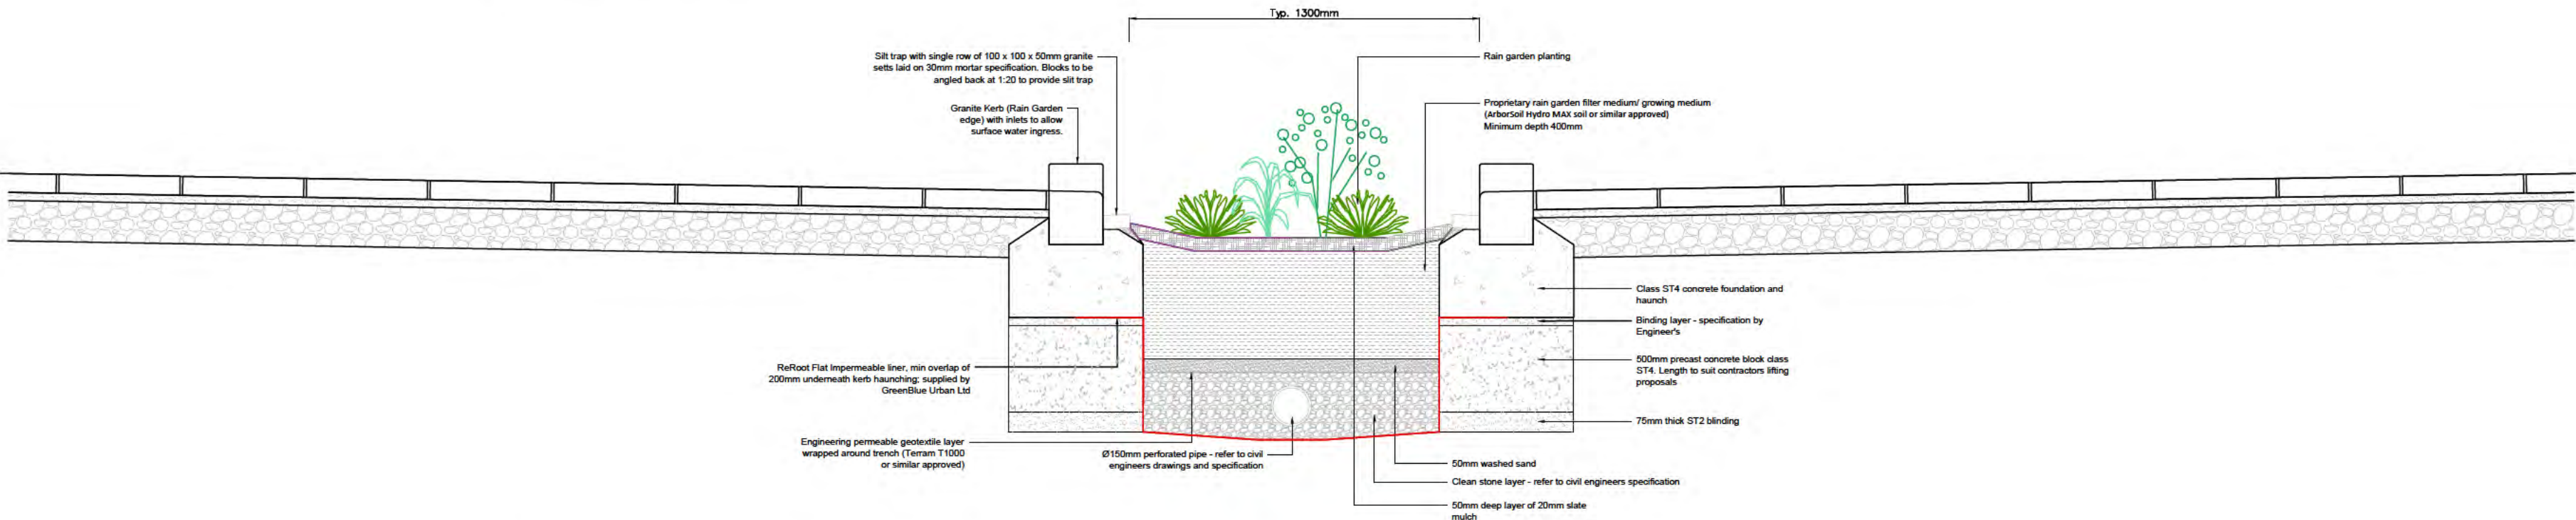 Typ. 1300mm
Silt trap with single row of 100 x 100 x 50mm granite
setts laid on 30mm mortar specification. Blocks to be
angled back at 1:20 to provide slit trap
Granite Kerb (Rain Garden
edge) with inlets to allow
surface water ingress.
Rain garden planting
Proprietary rain garden filter medium/ growing medium
(ArborSoil Hydro MAX soil or similar approved)
Minimum depth 400mm
Class ST4 concrete foundation and
haunch
Binding layer - specification by
Engineer's
500mm precast concrete block class
ST4. Length to suit contractors lifting
proposals
75mm thick ST2 blinding
ReRoot Flat Impermeable liner, min overlap of
200mm underneath kerb haunching; supplied by
GreenBlue Urban Ltd
Engineering permeable geotextile layer
wrapped around trench (Terram T1000
or similar approved)
Ø150mm perforated pipe - refer to civil
engineers drawings and specification
50mm washed sand
Clean stone layer - refer to civil engineers specification
50mm deep layer of 20mm slate
mulch